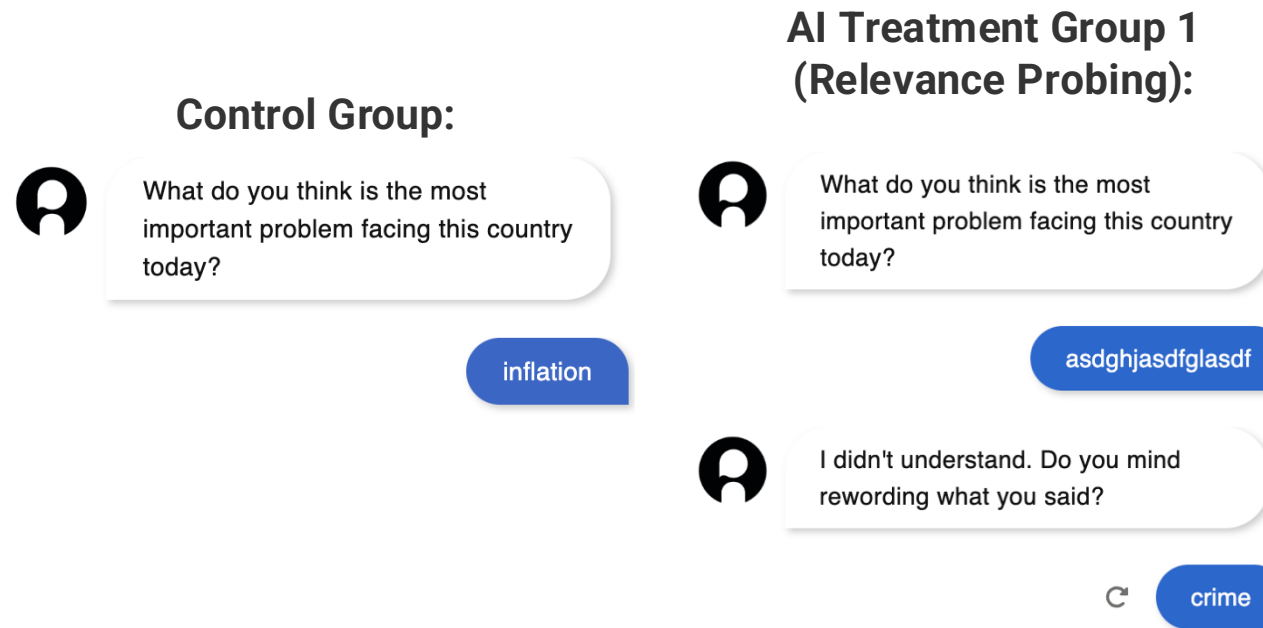 Control Group:
What do you think is the most
important problem facing this country
today?
inflation
AI Treatment Group 1
(Relevance Probing):
What do you think is the most
important problem facing this country
today?
asdghjasdfglasdf
I didn't understand. Do you mind
rewording what you said?
crime